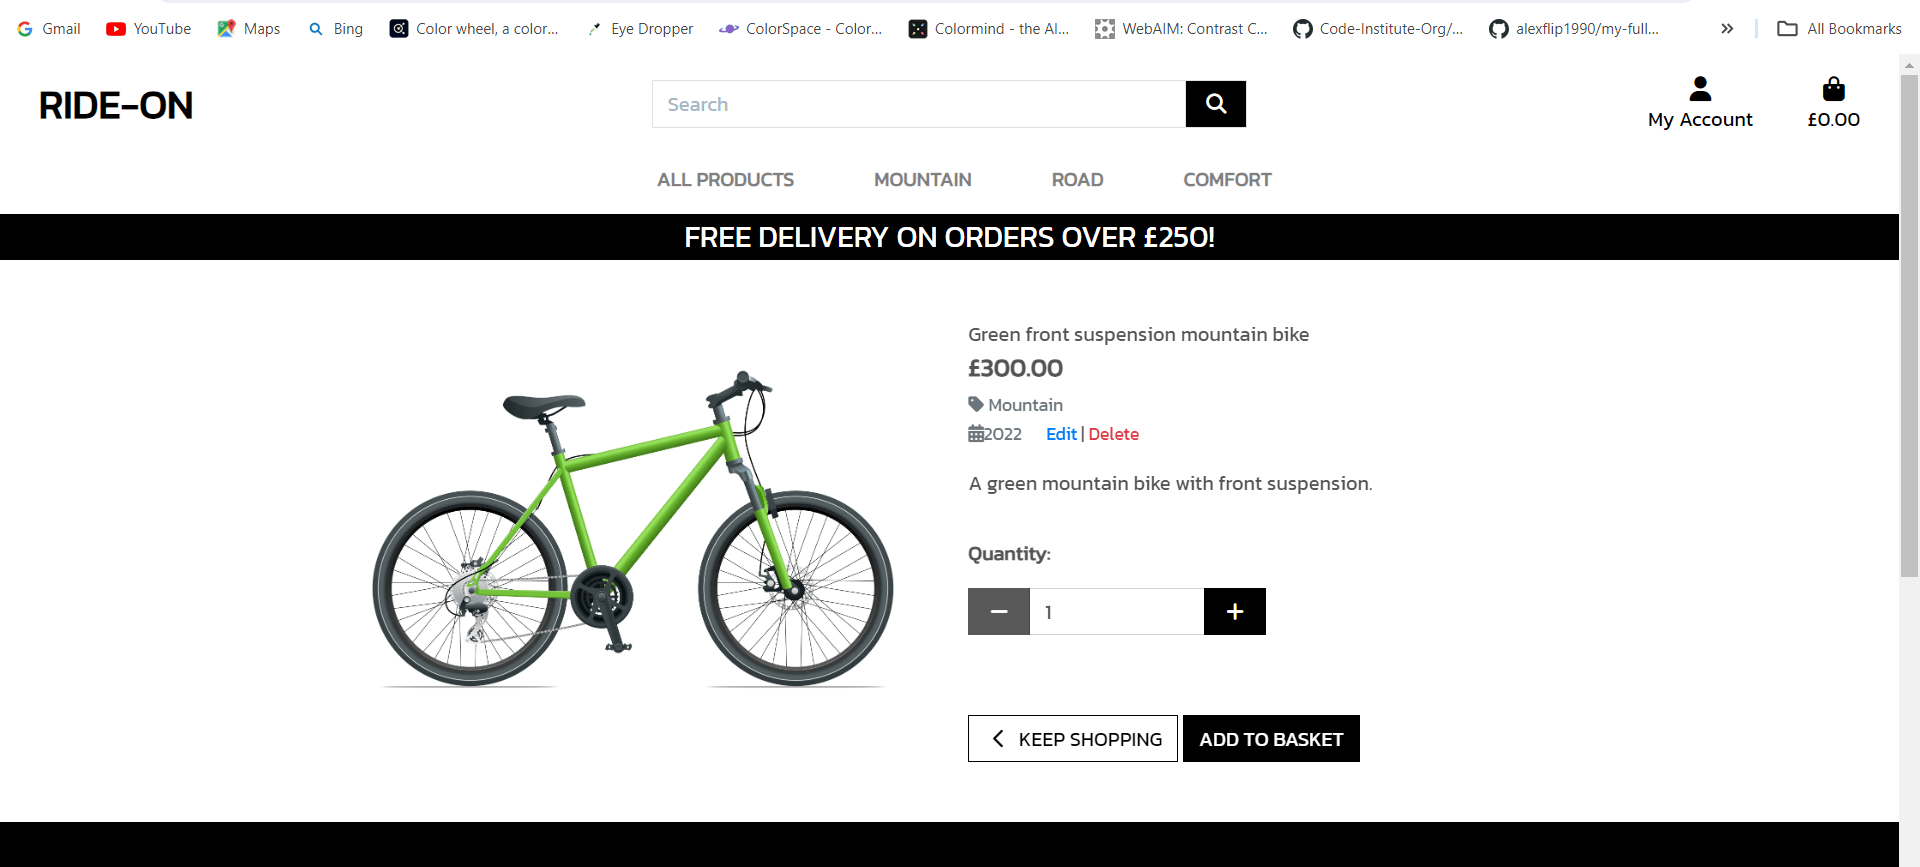 Gmail YouTube Maps Bing Color wheel, a color... Eye Dropper ColorSpace - Color... Colormind - the AI... WebAIM: Contrast C... Code-Institute-Org/... alexflip1990/my-full... » All Bookmarks
RIDE-ON
Search
My Account
£0.00
ALL PRODUCTS MOUNTAIN ROAD COMFORT
FREE DELIVERY ON ORDERS OVER £250!
Green front suspension mountain bike
£300.00
Mountain
2022 Edit | Delete
A green mountain bike with front suspension.
Quantity:
1
KEEP SHOPPING ADD TO BASKET